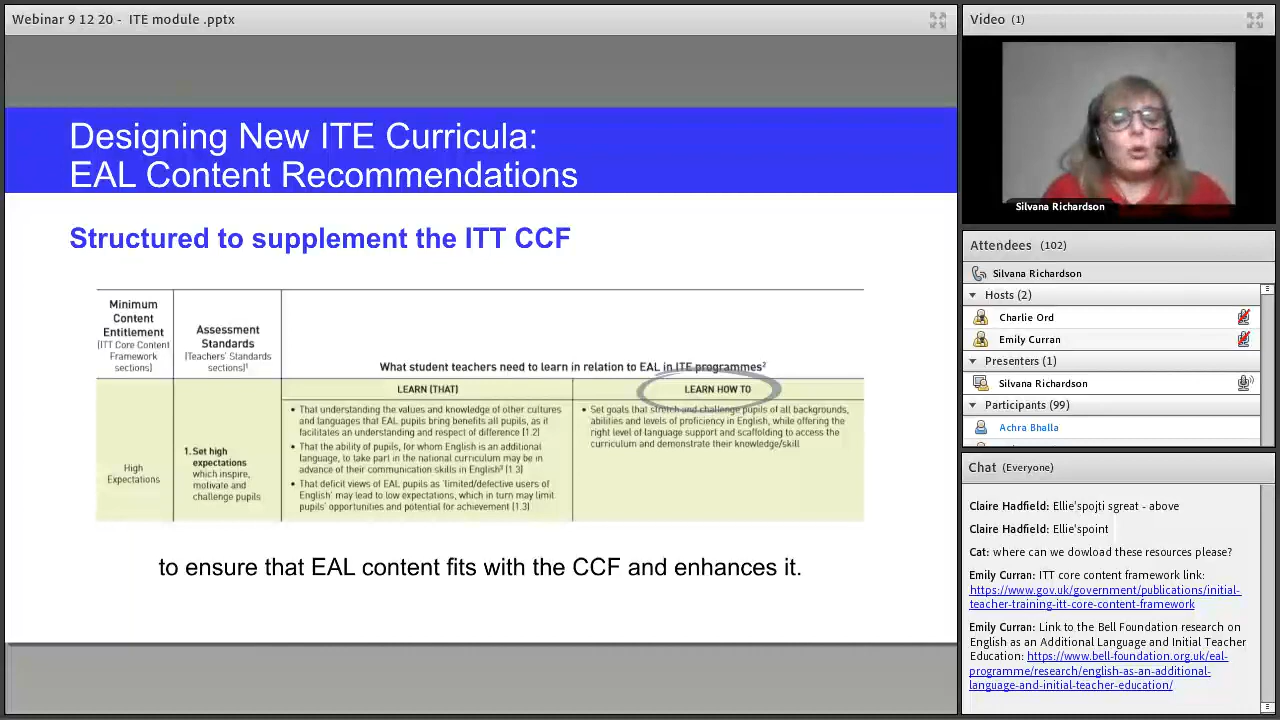 Webinar 9 12 20 - ITE module .pptx
Designing New ITE Curricula:
EAL Content Recommendations
Structured to supplement the ITT CCF
Minimum
Content
Entitlement
[ITT Core Content
Framework
sections]
Assessment
Standards
[Teachers' Standards
sections]¹
What student teachers need to learn in relation to EAL in ITE programmes²
LEARN [THAT]
LEARN HOW TO
High
Expectations
1. Set high
expectations
which inspire,
motivate and
challenge pupils
• That understanding the values and knowledge of other cultures
and languages that EAL pupils bring benefits all pupils, as it
facilitates an understanding and respect of difference [1.2]
• That the ability of pupils, for whom English is an additional
language, to take part in the national curriculum may be in
advance of their communication skills in English³ [1.3]
• That deficit views of EAL pupils as 'limited/defective users of
English' may lead to low expectations, which in turn may limit
pupils' opportunities and potential for achievement [1.3]
• Set goals that stretch and challenge pupils of all backgrounds,
abilities and levels of proficiency in English, while offering the
right level of language support and scaffolding to access the
curriculum and demonstrate their knowledge/skill
to ensure that EAL content fits with the CCF and enhances it.
Video (1)
Silvana Richardson
Attendees (102)
Silvana Richardson
Hosts (2)
Charlie Ord
Emily Curran
Presenters (1)
Silvana Richardson
Participants (99)
Achra Bhalla
Chat (Everyone)
Claire Hadfield: Ellie'spojti sgreat - above
Claire Hadfield: Ellie'spoint
Cat: where can we dowload these resources please?
Emily Curran: ITT core content framework link:
https://www.gov.uk/government/publications/initial-
teacher-training-itt-core-content-framework
Emily Curran: Link to the Bell Foundation research on
English as an Additional Language and Initial Teacher
Education: https://www.bell-foundation.org.uk/eal-
programme/research/english-as-an-additional-
language-and-initial-teacher-education/